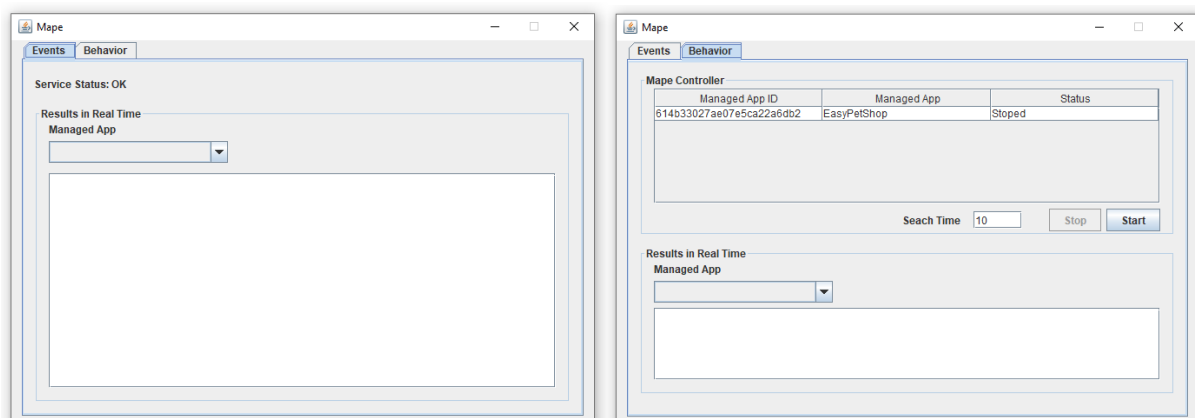 Mape
Events Behavior
Service Status: OK
Results in Real Time
Managed App
Mape
Events Behavior
Mape Controller
Managed App ID Managed App Status
614b33027ae07e5ca22a6db2 EasyPetShop Stoped
Seach Time 10 Stop Start
Results in Real Time
Managed App